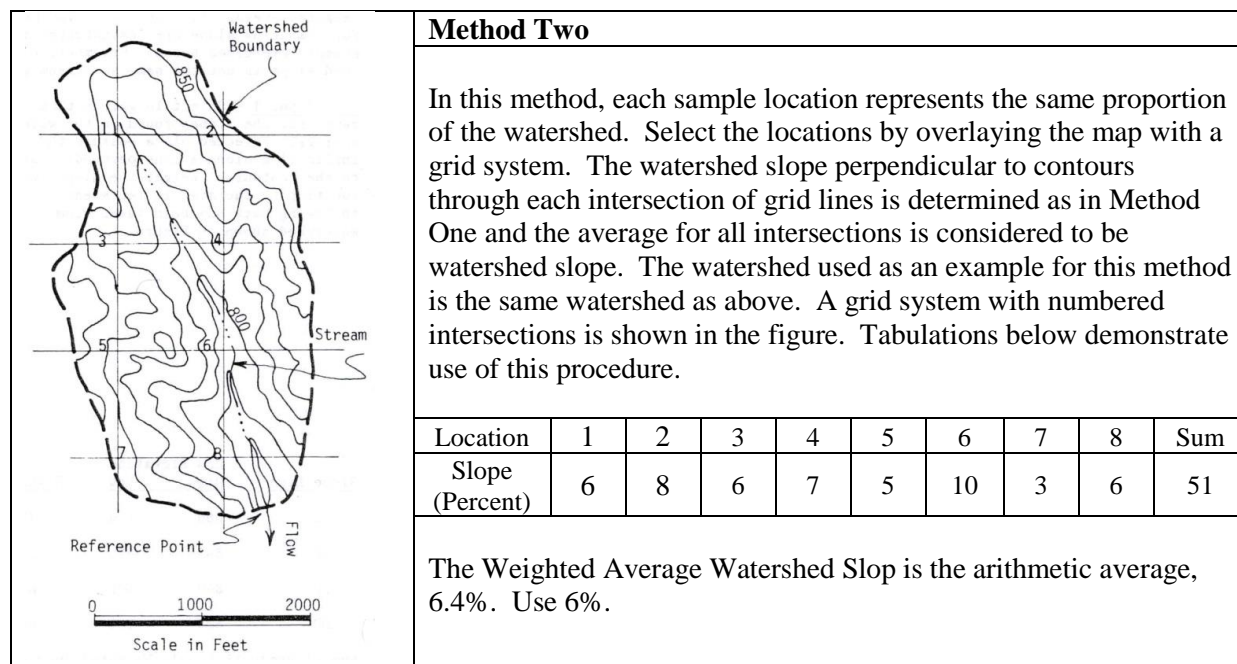 Watershed
Boundary
850
1
2
3
4
800
Stream
5
6
7
8
Reference Point
Flow
0 1000 2000
Scale in Feet
Method Two
In this method, each sample location represents the same proportion
of the watershed. Select the locations by overlaying the map with a
grid system. The watershed slope perpendicular to contours
through each intersection of grid lines is determined as in Method
One and the average for all intersections is considered to be
watershed slope. The watershed used as an example for this method
is the same watershed as above. A grid system with numbered
intersections is shown in the figure. Tabulations below demonstrate
use of this procedure.
Location 1 2 3 4 5 6 7 8 Sum
Slope
(Percent) 6 8 6 7 5 10 3 6 51
The Weighted Average Watershed Slop is the arithmetic average,
6.4%. Use 6%.